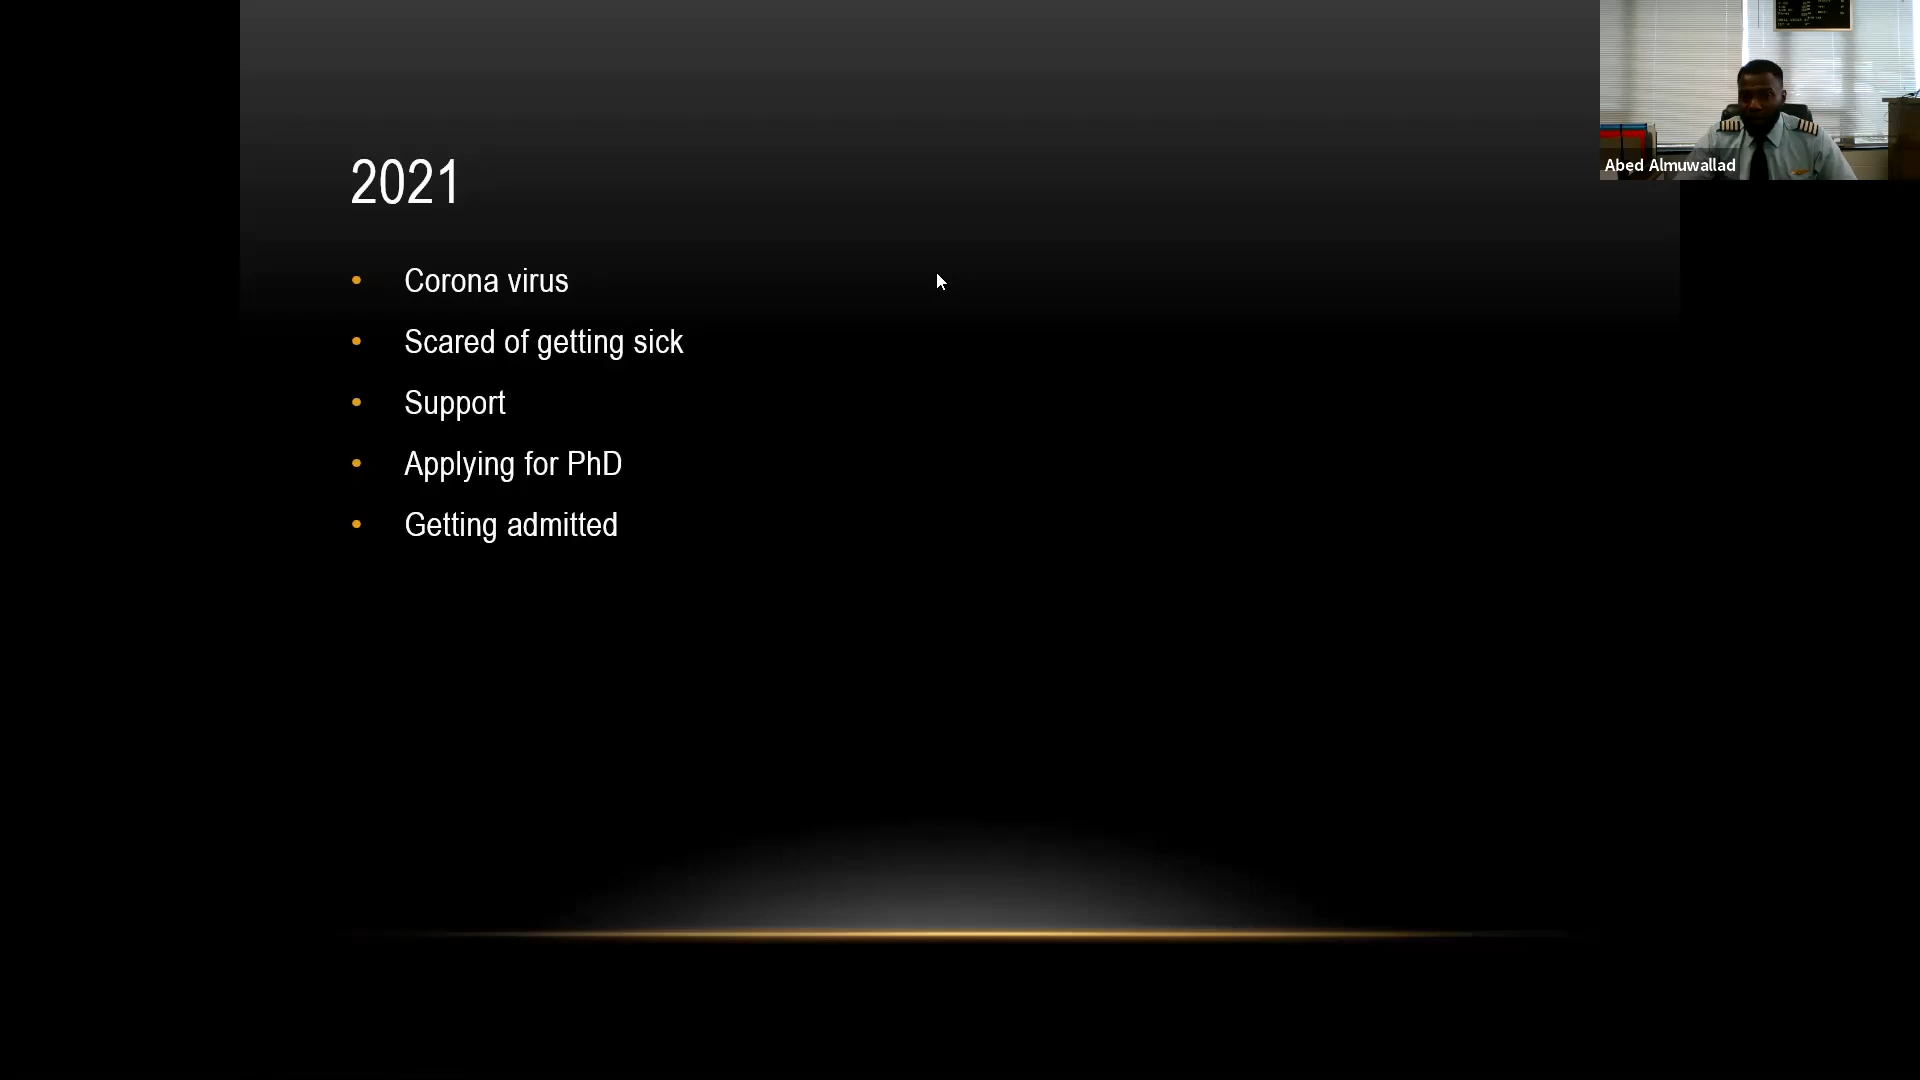 2021
Corona virus
Scared of getting sick
Support
Applying for PhD
Getting admitted
Abed Almuwallad